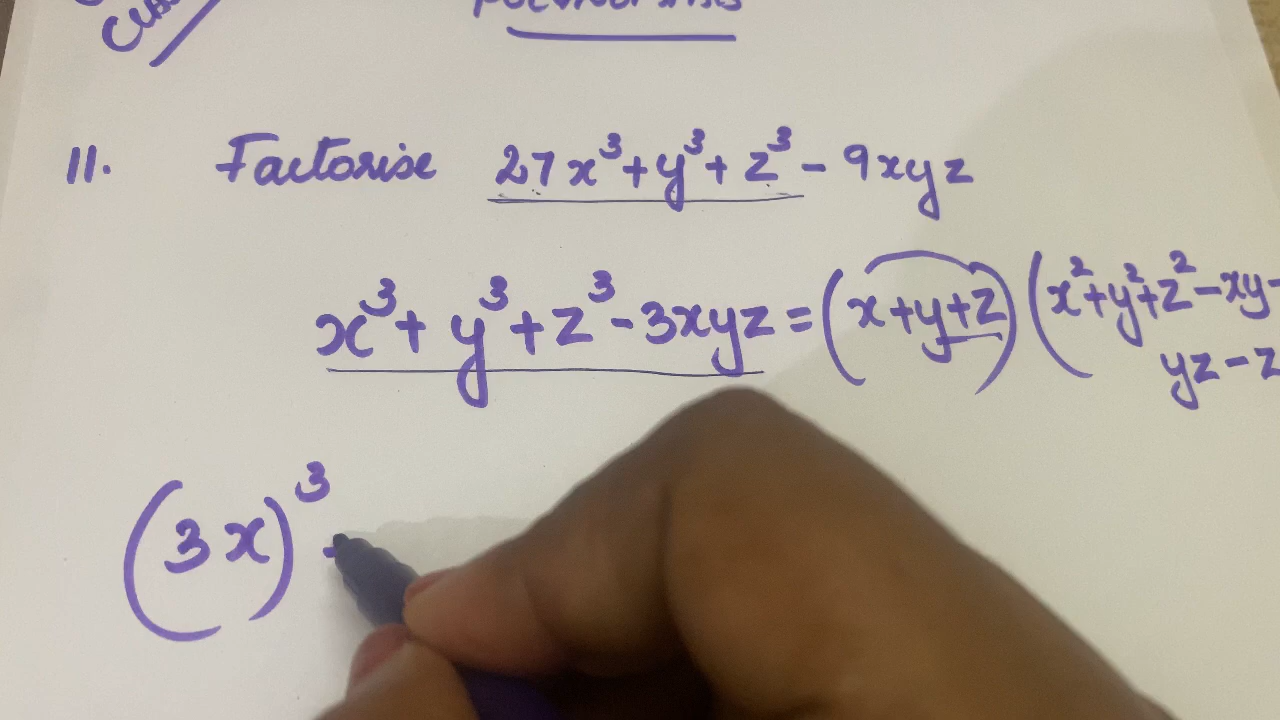 11. Factorise 27x³+y³+z³-9xyz
x³+y³+z³-3xyz=(x+y+z)(x²+y²+z²-xy-
yz-z
(3x)³